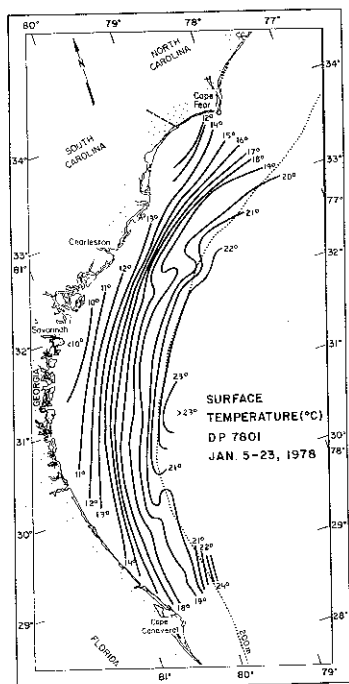 80° 79° 78° 77°
NORTH
CAROLINA
Cape
Fear
34°
12°
14°
15°
16°
17°
18°
19°
20°
21°
22°
SOUTH
CAROLINA
34°
33°
77°
13°
Charleston
33°
81°
12°
11°
10°
32°
Savannah
<10°
32°
31°
GEORGIA
23°
>23°
SURFACE
TEMPERATURE (°C)
DP 7801
JAN. 5-23, 1978
31°
30°
78°
21°
11°
12°
13°
14°
30°
29°
21°
22°
24°
19°
18°
28°
Cape
Canaveral
29°
FLORIDA
200m
81° 80° 79°